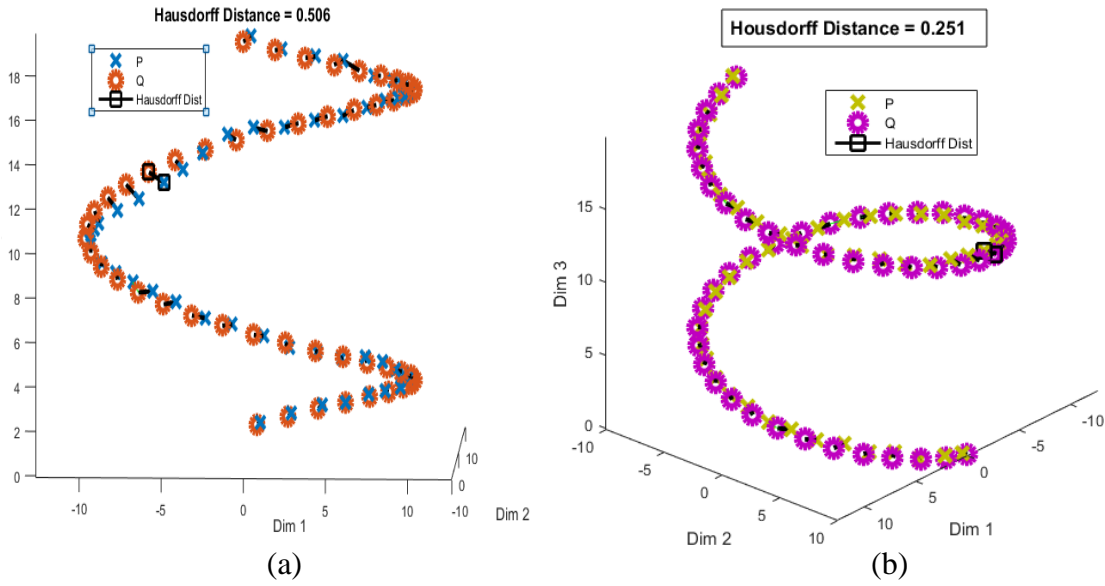 Hausdorff Distance = 0.506
P
Q
Hausdorff Dist
18
16
14
12
10
8
6
4
2
0
-10
-5
0
5
10
Dim 1
10
0
-10
Dim 2
(a)
Housdorff Distance = 0.251
P
Q
Hausdorff Dist
Dim 3
15
10
5
0
-10
-5
0
5
10
Dim 2
-10
-5
0
5
10
Dim 1
(b)